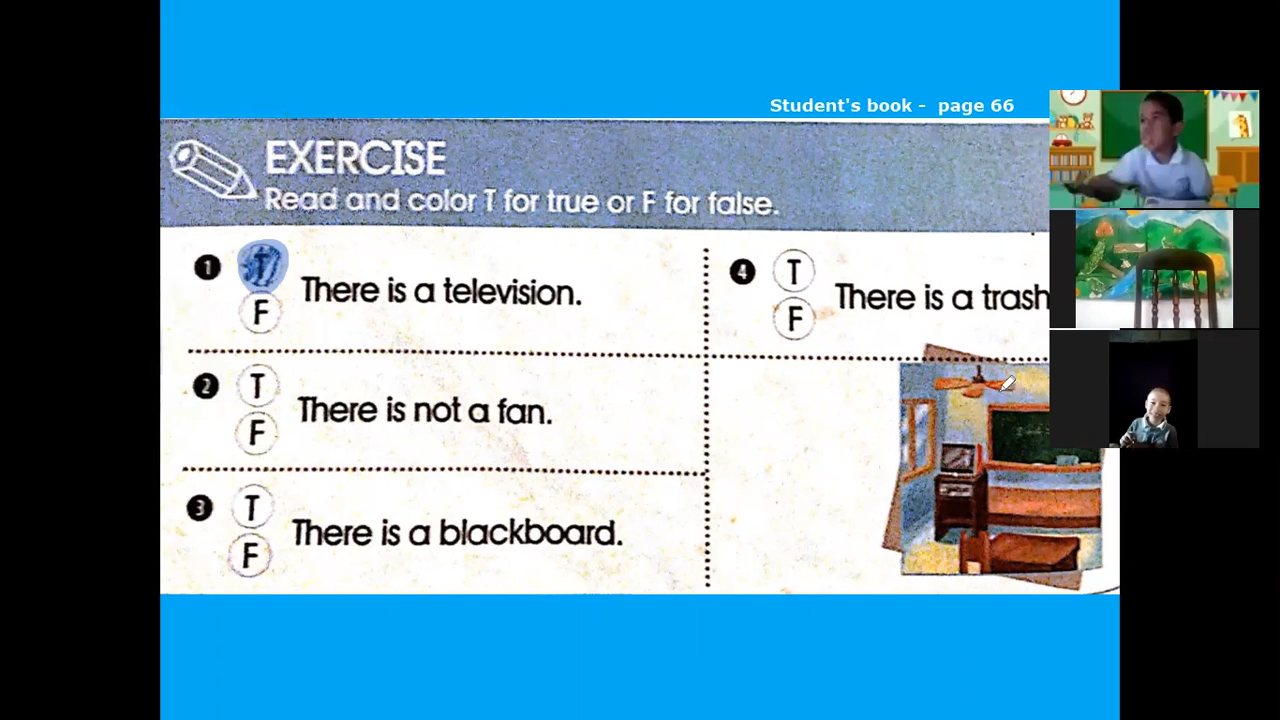 Student's book - page 66
EXERCISE
Read and color T for true or F for false.
1 T
F There is a television.
2 T
F There is not a fan.
3 T
F There is a blackboard.
4 T
F There is a trash